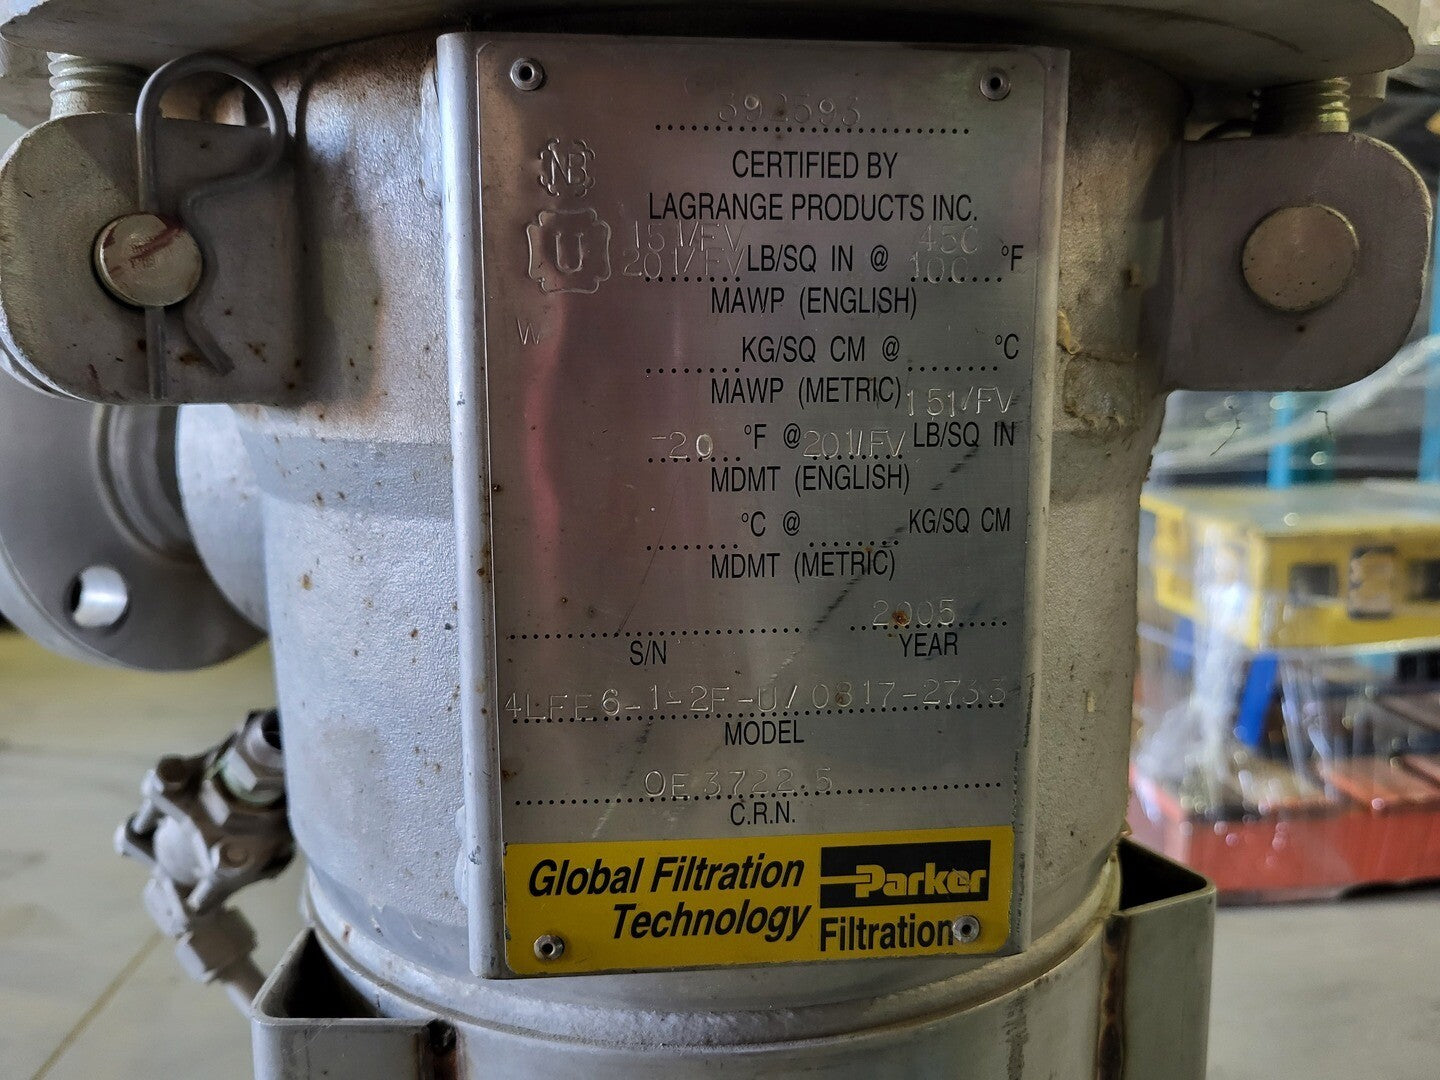 392593
NB
CERTIFIED BY
LAGRANGE PRODUCTS INC.
U
151/FV 450
201/FV LB/SQ IN @ 100 °F
MAWP (ENGLISH)
W
KG/SQ CM @ °C
MAWP (METRIC)
151/FV
-20 °F @ 201/FV LB/SQ IN
MDMT (ENGLISH)
°C @ KG/SQ CM
MDMT (METRIC)
2005
S/N YEAR
4LFE6-1-2F-U/0817-2733
MODEL
OE3722.5
C.R.N.
Global Filtration
Technology
Parker
Filtration